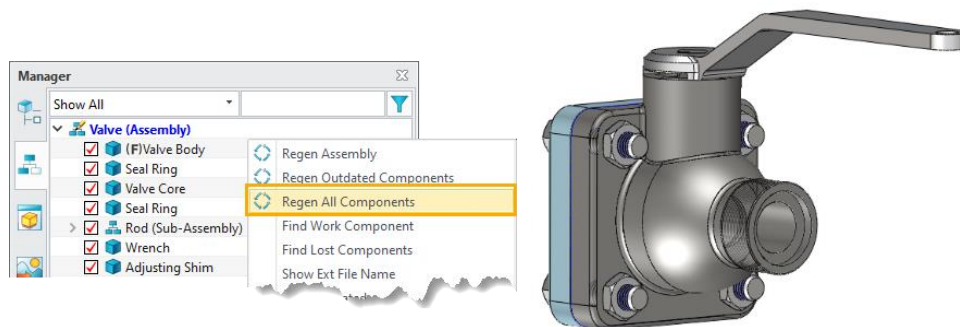 Manager
Show All
Valve (Assembly)
(F)Valve Body
Seal Ring
Valve Core
Seal Ring
Rod (Sub-Assembly)
Wrench
Adjusting Shim
Regen Assembly
Regen Outdated Components
Regen All Components
Find Work Component
Find Lost Components
Show Ext File Name